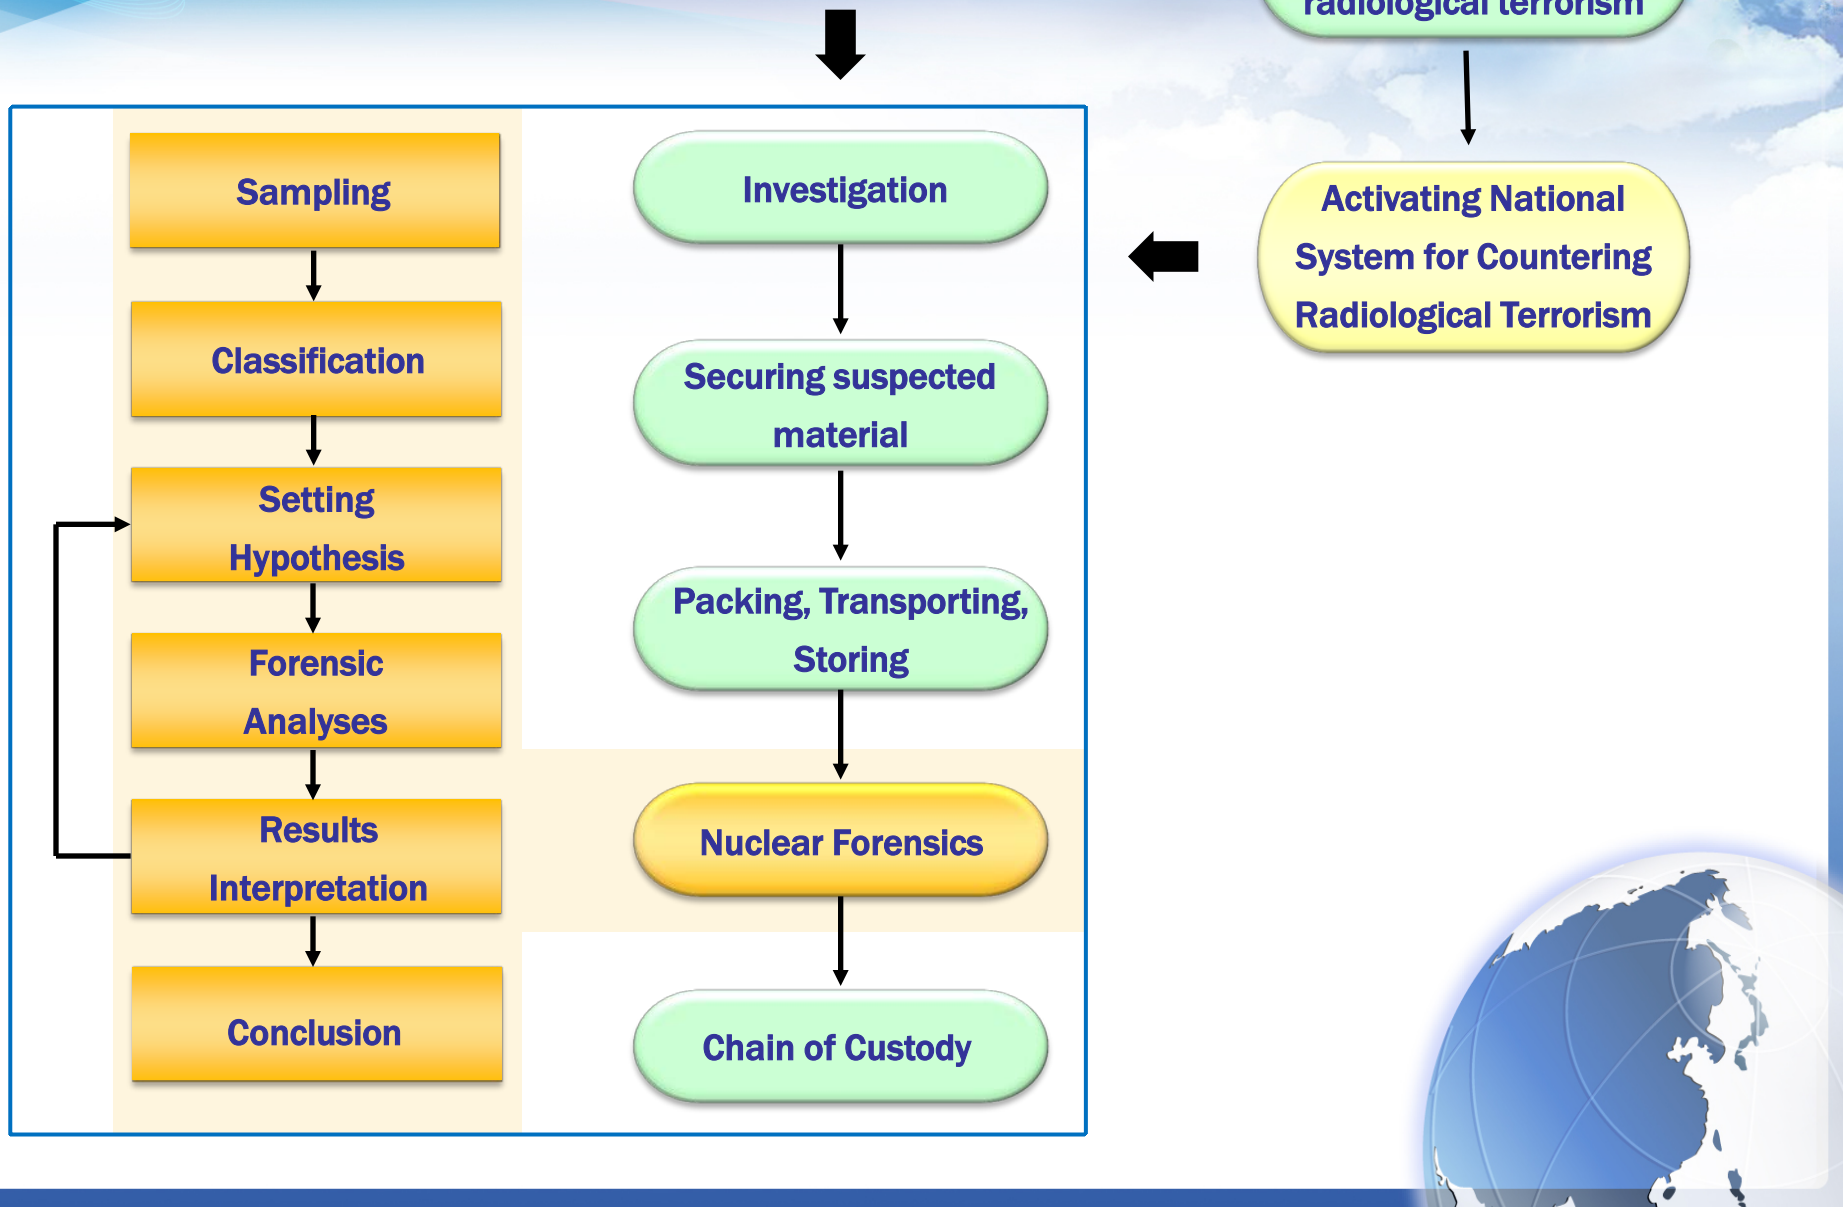 radiological terrorism
Sampling
Classification
Setting
Hypothesis
Forensic
Analyses
Results
Interpretation
Conclusion
Investigation
Securing suspected
material
Packing, Transporting,
Storing
Nuclear Forensics
Chain of Custody
Activating National
System for Countering
Radiological Terrorism